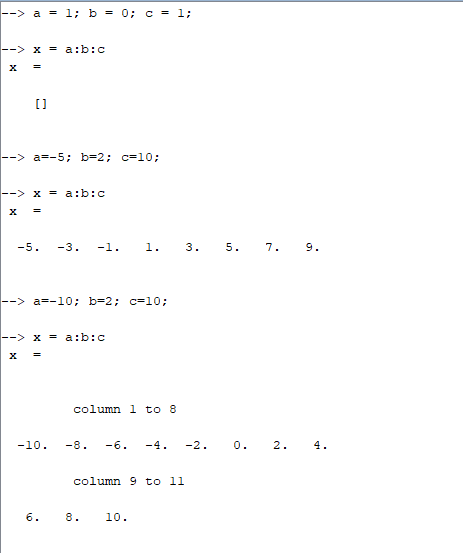 --> a = 1; b = 0; c = 1;
--> x = a:b:c
x =
[]
--> a=-5; b=2; c=10;
--> x = a:b:c
x =
-5. -3. -1. 1. 3. 5. 7. 9.
--> a=-10; b=2; c=10;
--> x = a:b:c
x =
column 1 to 8
-10. -8. -6. -4. -2. 0. 2. 4.
column 9 to 11
6. 8. 10.